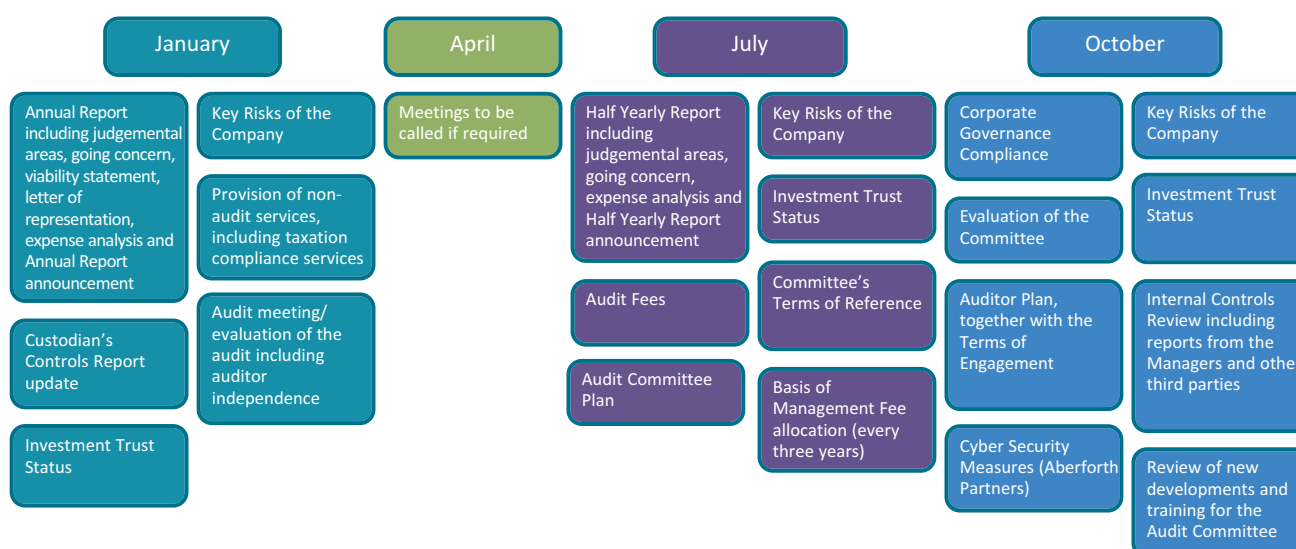 January
Annual Report
including judgemental
areas, going concern,
viability statement,
letter of
representation,
expense analysis and
Annual Report
announcement
Custodian's
Controls Report
update
Investment Trust
Status
Key Risks of the
Company
Provision of non-
audit services,
including taxation
compliance services
Audit meeting/
evaluation of the
audit including
auditor
independence
April
Meetings to be
called if required
July
Half Yearly Report
including
judgemental areas,
going concern,
expense analysis and
Half Yearly Report
announcement
Audit Fees
Audit Committee
Plan
Key Risks of the
Company
Investment Trust
Status
Committee's
Terms of Reference
Basis of
Management Fee
allocation (every
three years)
October
Corporate
Governance
Compliance
Evaluation of the
Committee
Auditor Plan,
together with the
Terms of
Engagement
Cyber Security
Measures (Aberforth
Partners)
Key Risks of the
Company
Investment Trust
Status
Internal Controls
Review including
reports from the
Managers and othe
third parties
Review of new
developments and
training for the
Audit Committee